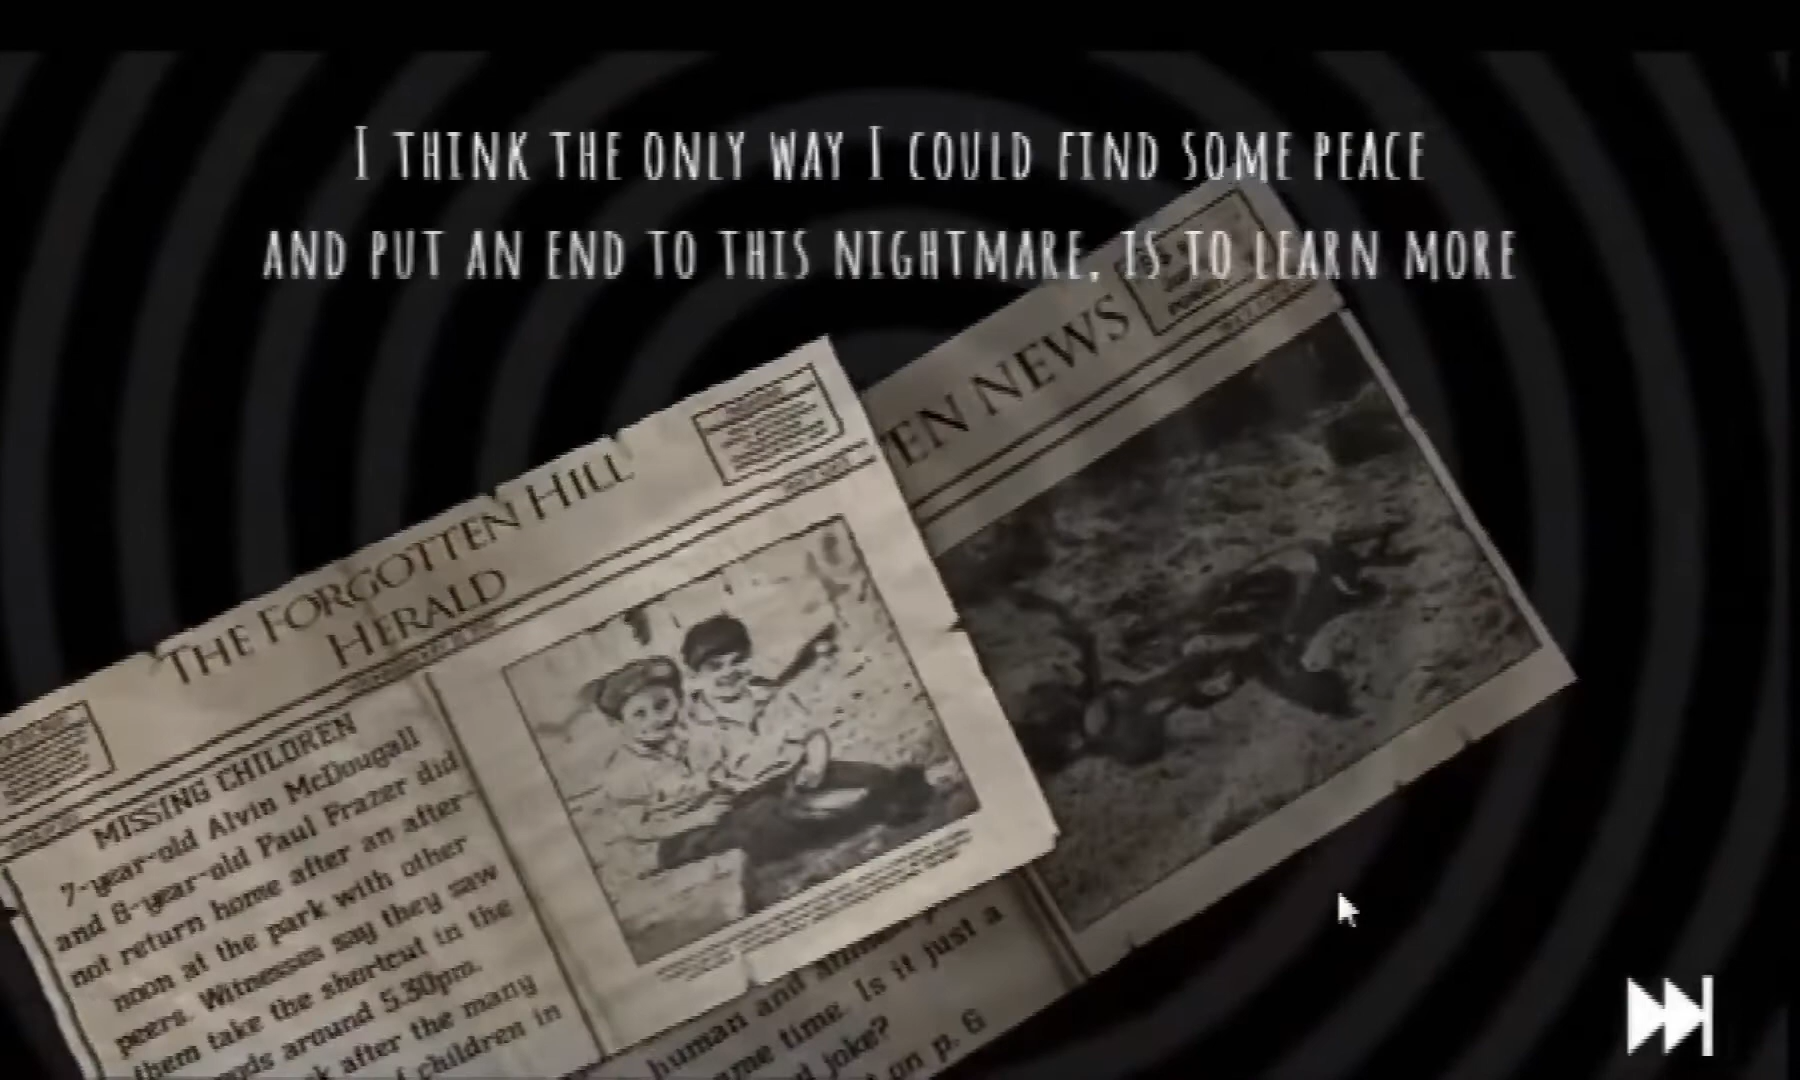 I THINK THE ONLY WAY I COULD FIND SOME PEACE
AND PUT AN END TO THIS NIGHTMARE, IS TO LEARN MORE
TEN NEWS
THE FORGOTTEN HILL
HERALD
MISSING CHILDREN
7-year-old Alvin McDougall
and 8-year-old Paul Frazer did
not return home after an after-
noon at the park with other
peers. Witnesses say they saw
them take the shortcut in the
around 5.30pm.
after the many
children in
human and
time. Is it just a
joke?
on p. 6